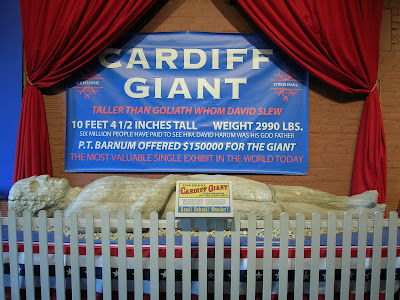 CARDIFF
GIANT
GENUINE
ORIGINAL
TALLER THAN GOLIATH WHOM DAVID SLEW
10 FEET 4 1/2 INCHES TALL - WEIGHT 2990 LBS.
SIX MILLION PEOPLE HAVE PAID TO SEE HIM. DAVID HARUM WAS HIS GOD FATHER
P.T. BARNUM OFFERED $150000 FOR THE GIANT
THE MOST VALUABLE SINGLE EXHIBIT IN THE WORLD TODAY
CARDIFF GIANT